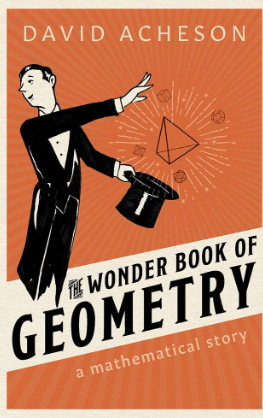 DAVID ACHESON
THE WONDER BOOK OF
GEOMETRY
a mathematical story